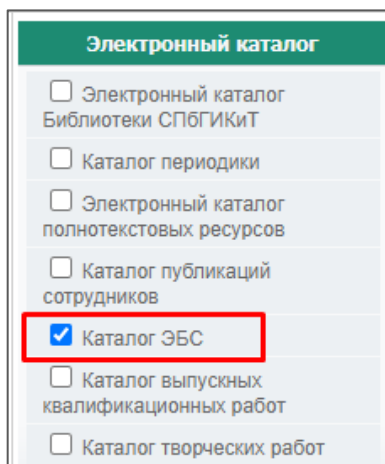 Электронный каталог
Электронный каталог
Библиотеки СПбГИКиТ
Каталог периодики
Электронный каталог
полнотекстовых ресурсов
Каталог публикаций
сотрудников
Каталог ЭБС
Каталог выпускных
квалификационных работ
Каталог творческих работ